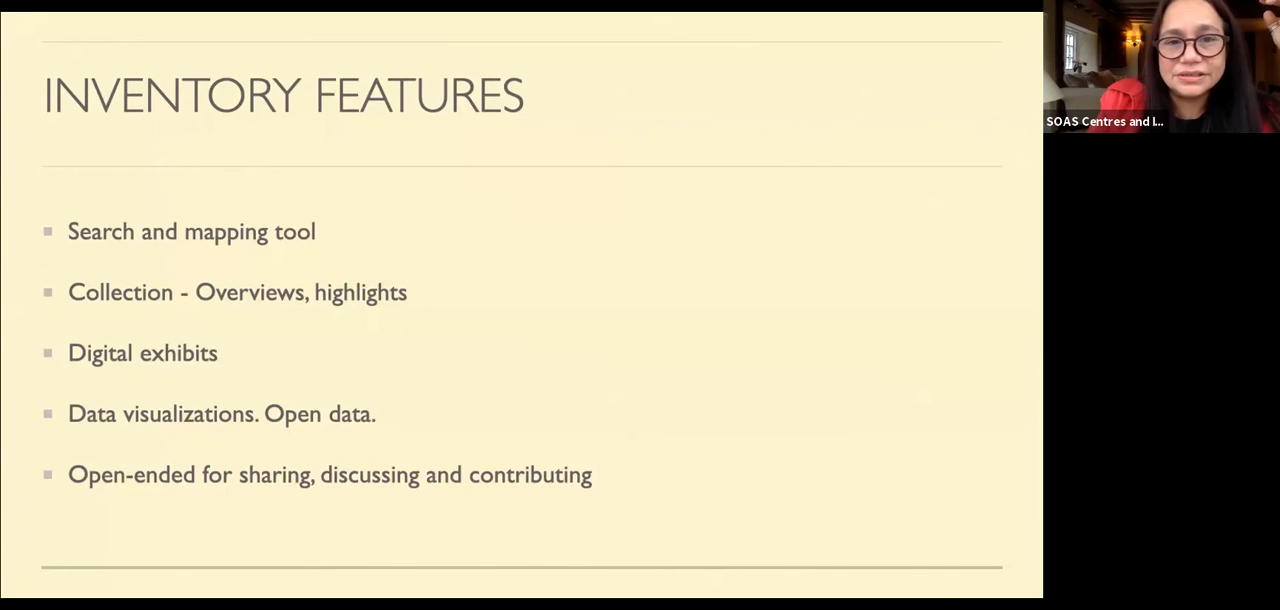 INVENTORY FEATURES
Search and mapping tool
Collection - Overviews, highlights
Digital exhibits
Data visualizations. Open data.
Open-ended for sharing, discussing and contributing
SOAS Centres and I...